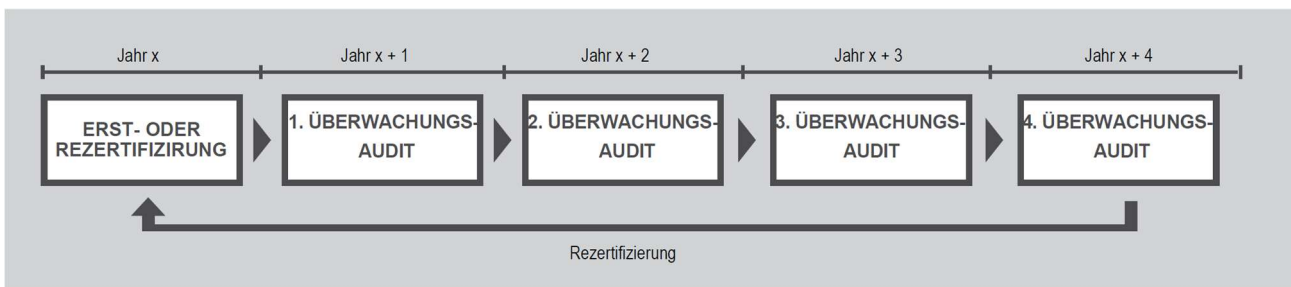 Jahr x
Jahr x + 1
Jahr x + 2
Jahr x + 3
Jahr x + 4
ERST- ODER
REZERTIFIZIRUNG
1. ÜBERWACHUNGS-
AUDIT
2. ÜBERWACHUNGS-
AUDIT
3. ÜBERWACHUNGS-
AUDIT
4. ÜBERWACHUNGS-
AUDIT
Rezertifizierung